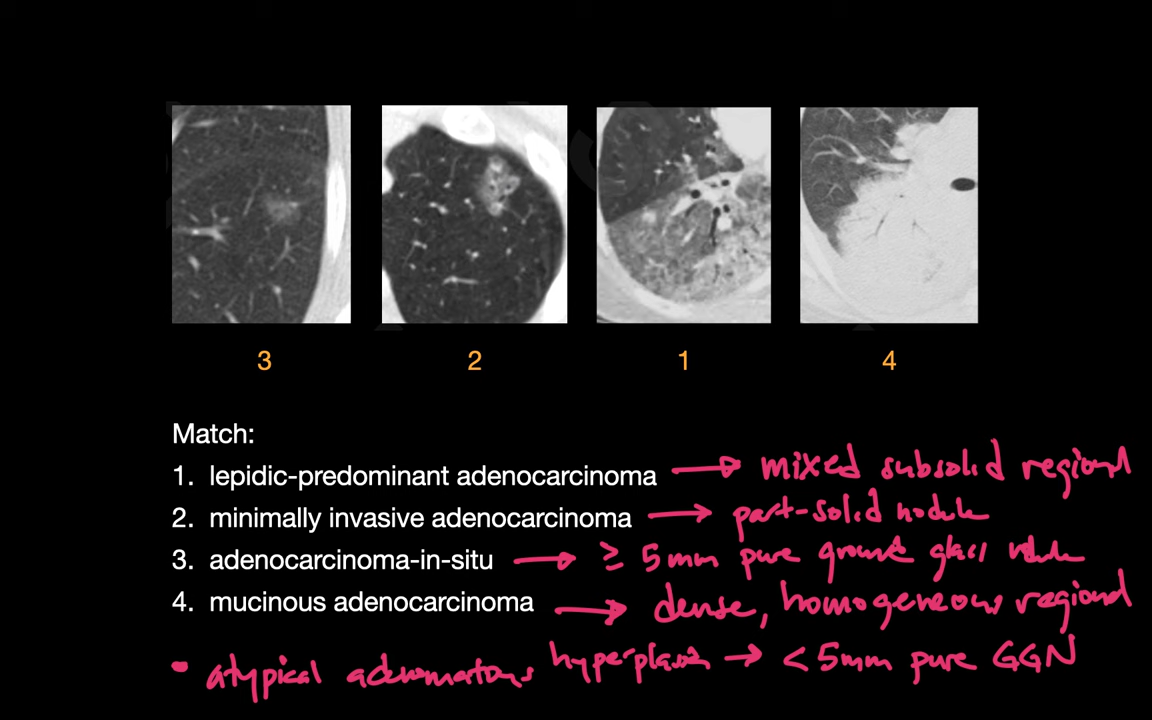 3 2 1 4
Match:
1. lepidic-predominant adenocarcinoma → mixed subsolid regional
2. minimally invasive adenocarcinoma → part-solid nodule
3. adenocarcinoma-in-situ → ≥ 5mm pure ground glass nodule
4. mucinous adenocarcinoma → dense, homogeneous regional
• atypical adenomatous hyperplasia → < 5mm pure GGN